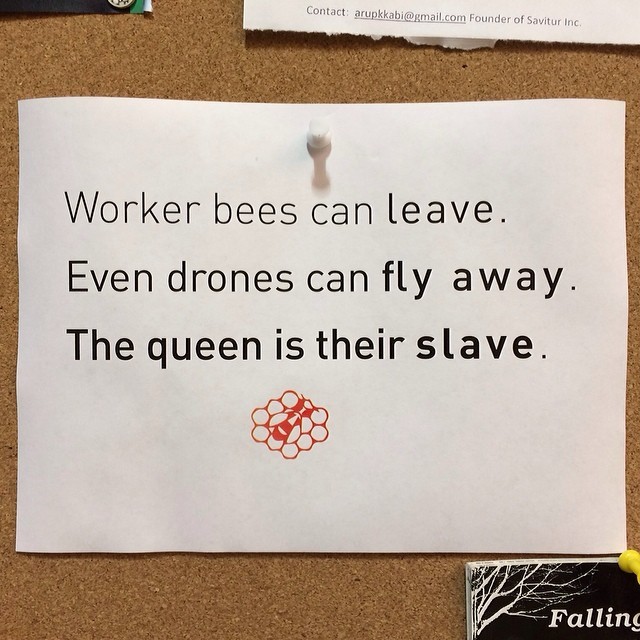 Contact: arupkkabi@gmail.com Founder of Savitur Inc.
Worker bees can leave.
Even drones can fly away.
The queen is their slave.
Falling